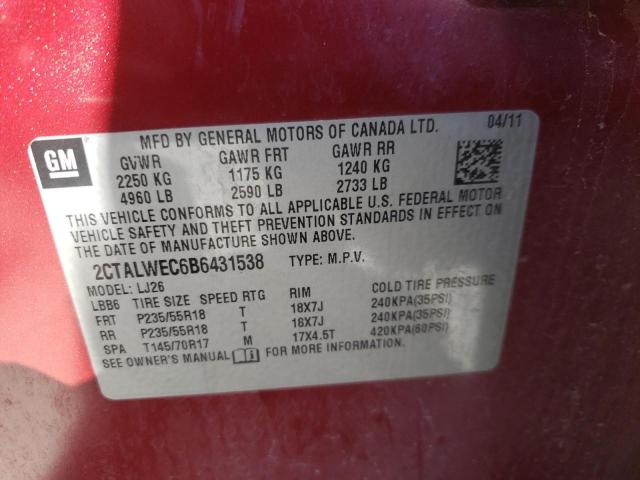 GM
MFD BY GENERAL MOTORS OF CANADA LTD. 04/11
GVWR GAWR FRT GAWR RR
2250 KG 1175 KG 1240 KG
4960 LB 2590 LB 2733 LB
THIS VEHICLE CONFORMS TO ALL APPLICABLE U.S. FEDERAL MOTOR
VEHICLE SAFETY AND THEFT PREVENTION STANDARDS IN EFFECT ON
THE DATE OF MANUFACTURE SHOWN ABOVE.
2CTALWEC6B6431538 TYPE: M.P.V.
MODEL: LJ26
LBB6 TIRE SIZE SPEED RTG RIM COLD TIRE PRESSURE
FRT P235/55R18 T 18X7J 240KPA(35PSI)
RR P235/55R18 T 18X7J 240KPA(35PSI)
SPA T145/70R17 M 17X4.5T 420KPA(60PSI)
SEE OWNER'S MANUAL FOR MORE INFORMATION.